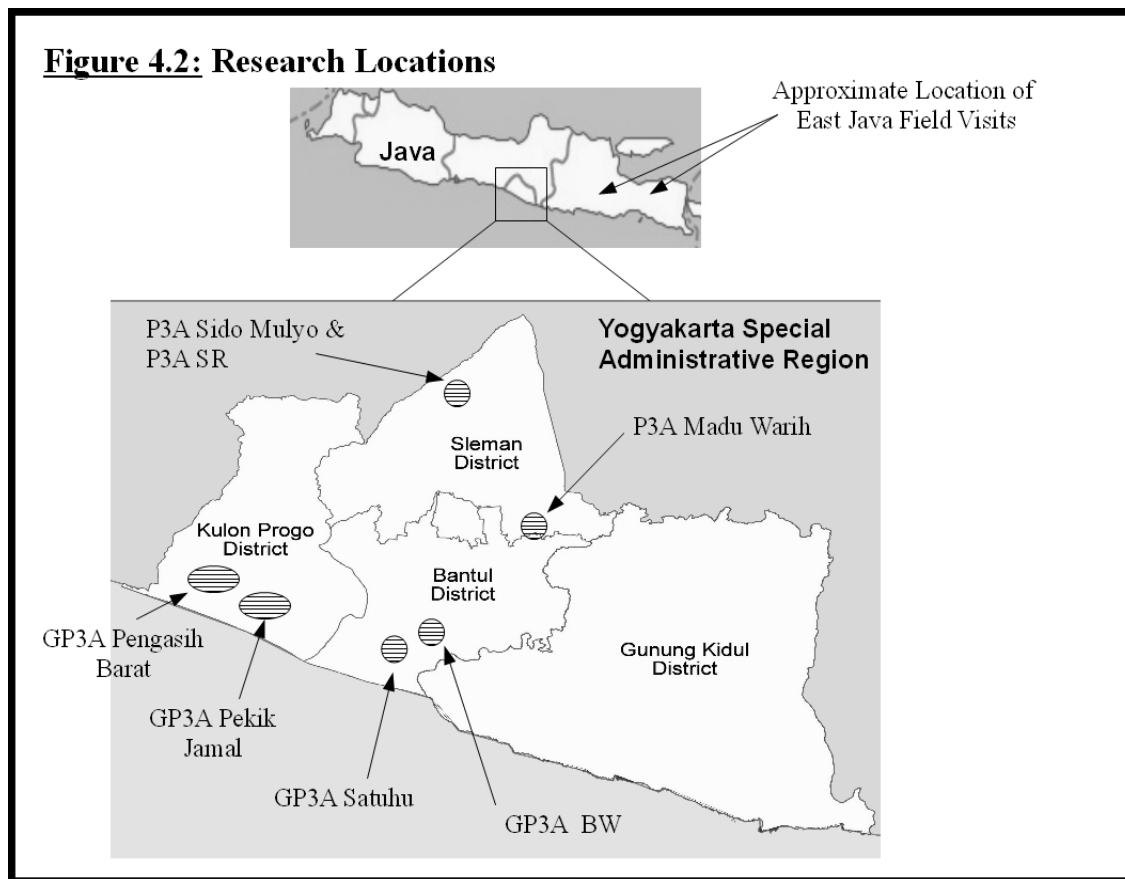 Figure 4.2: Research Locations
Approximate Location of
East Java Field Visits
Java
P3A Sido Mulyo &
P3A SR
Yogyakarta Special
Administrative Region
P3A Madu Warih
Sleman
District
Kulon Progo
District
Bantul
District
Gunung Kidul
District
GP3A Pengasih
Barat
GP3A Pekik
Jamal
GP3A Satuhu
GP3A BW